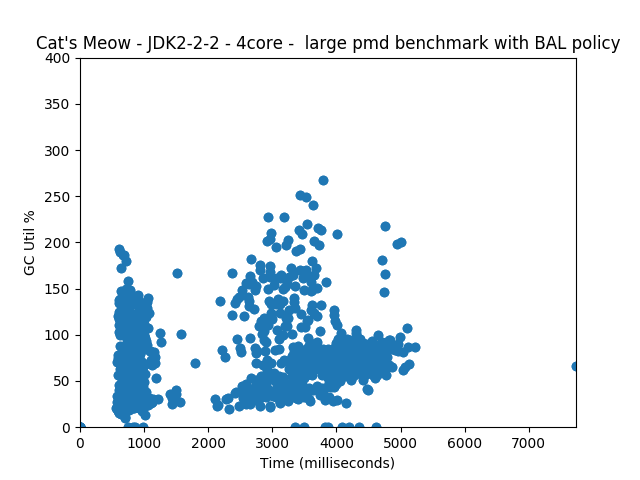 Cat's Meow - JDK2-2-2 - 4core -  large pmd benchmark with BAL policy
400
350
300
250
200
150
100
50
0
GC Util %
0 1000 2000 3000 4000 5000 6000 7000
Time (milliseconds)